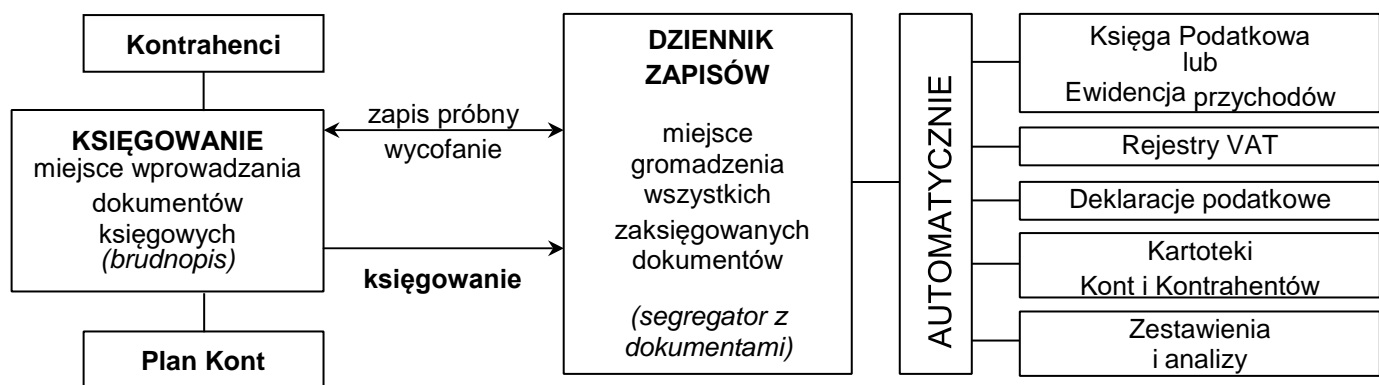 Kontrahenci
KSIĘGOWANIE
miejsce wprowadzania
dokumentów
księgowych
(brudnopis)
Plan Kont
zapis próbny
wycofanie
księgowanie
DZIENNIK
ZAPISÓW
miejsce
gromadzenia
wszystkich
zaksięgowanych
dokumentów
(segregator z
dokumentami)
AUTOMATYCZNIE
Księga Podatkowa
lub
Ewidencja przychodów
Rejestry VAT
Deklaracje podatkowe
Kartoteki
Kont i Kontrahentów
Zestawienia
i analizy